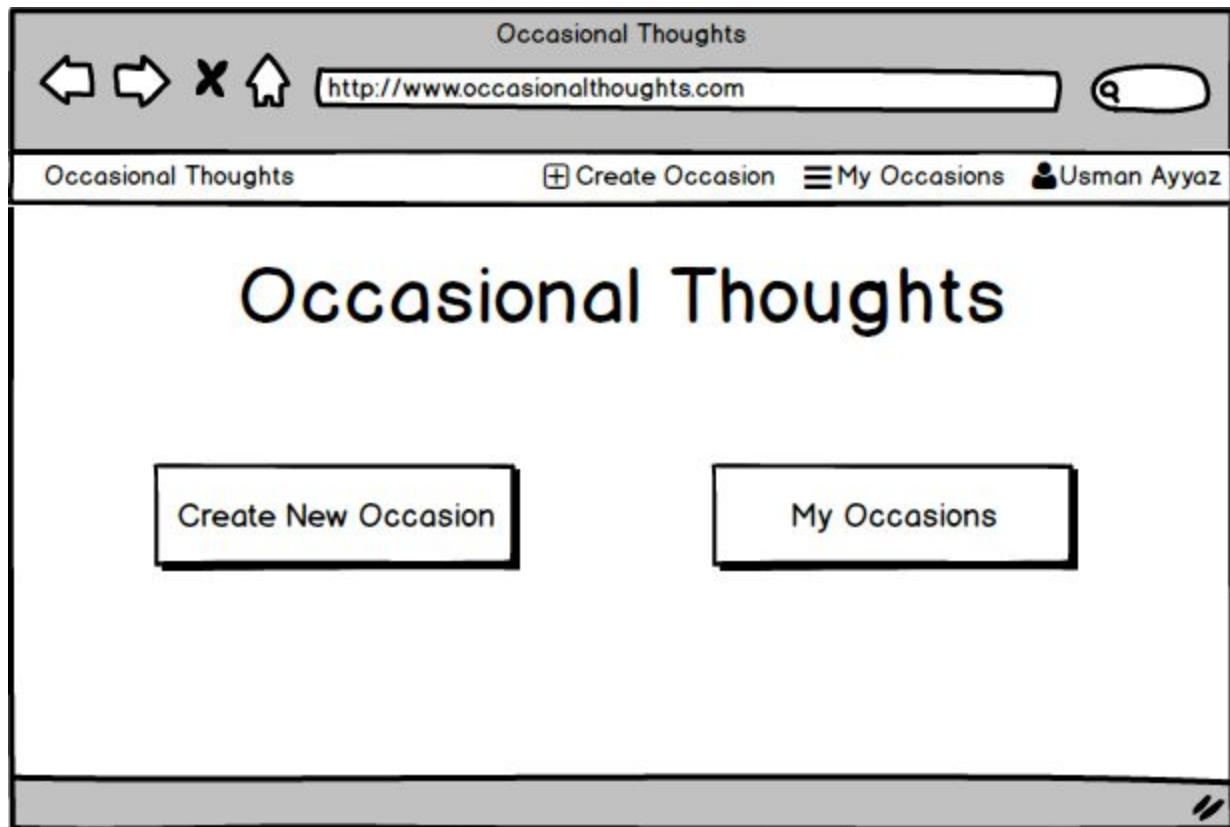 Occasional Thoughts
http://www.occasionalthoughts.com
Occasional Thoughts Create Occasion My Occasions Usman Ayyaz
Occasional Thoughts
Create New Occasion My Occasions